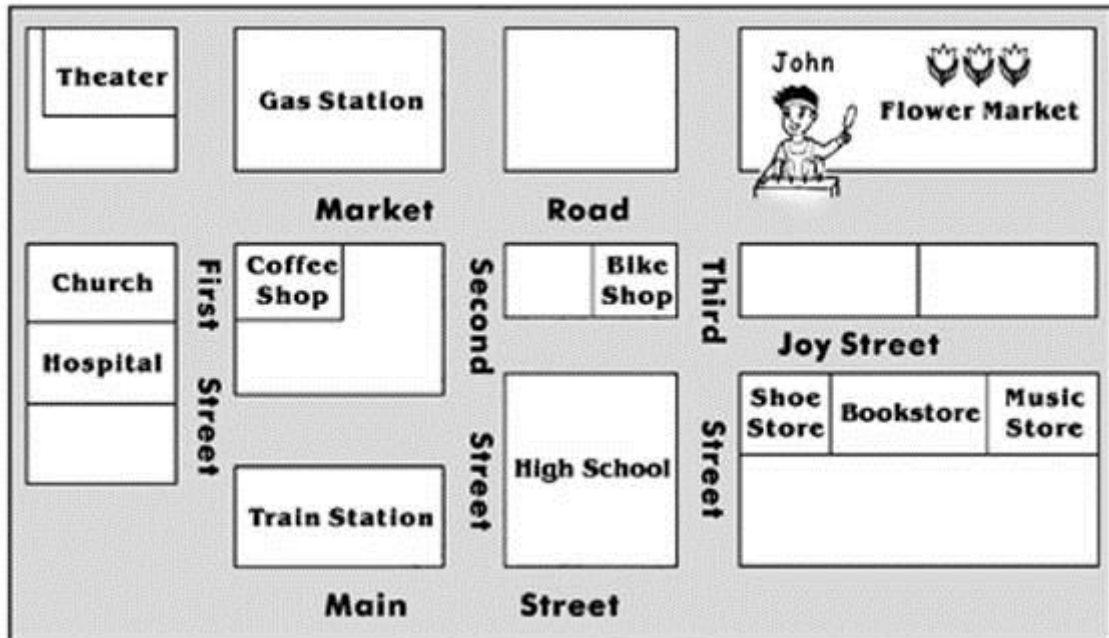 Theater
Gas Station
John
Flower Market
Market Road
Church
First Street
Coffee
Shop
Second Street
Bike
Shop
Third Street
Hospital
Joy Street
Shoe
Store
Bookstore
Music
Store
High School
Train Station
Main Street